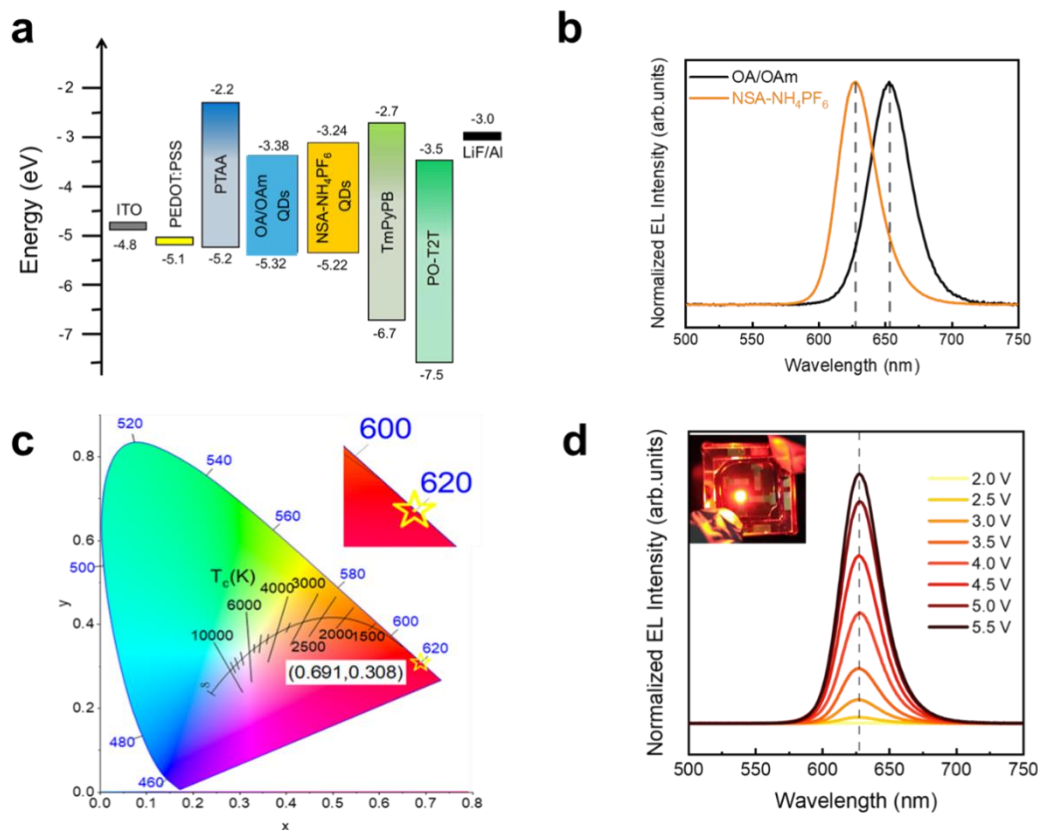 a
Energy (eV)
-2
-3
-4
-5
-6
-7
ITO
-4.8
PEDOT:PSS
-5.1
-2.2
PTAA
-5.2
-3.38
OA/OAm
QDs
-5.32
-3.24
NSA-NH₄PF₆
QDs
-5.22
-2.7
TmPyPB
-6.7
-3.5
PO-T2T
-7.5
-3.0
LiF/Al
b
Normalized EL Intensity (arb.units)
OA/OAm
NSA-NH₄PF₆
500 550 600 650 700 750
Wavelength (nm)
c
y
0.8
0.6
0.4
0.2
0.0
0.0 0.1 0.2 0.3 0.4 0.5 0.6 0.7 0.8
x
520
540
560
500
580
600
620
480
460
T_c(K)
4000 3000
6000
10000
2500
2000
1500
(0.691,0.308)
600
620
d
Normalized EL Intensity (arb.units)
2.0 V
2.5 V
3.0 V
3.5 V
4.0 V
4.5 V
5.0 V
5.5 V
500 550 600 650 700 750
Wavelength (nm)